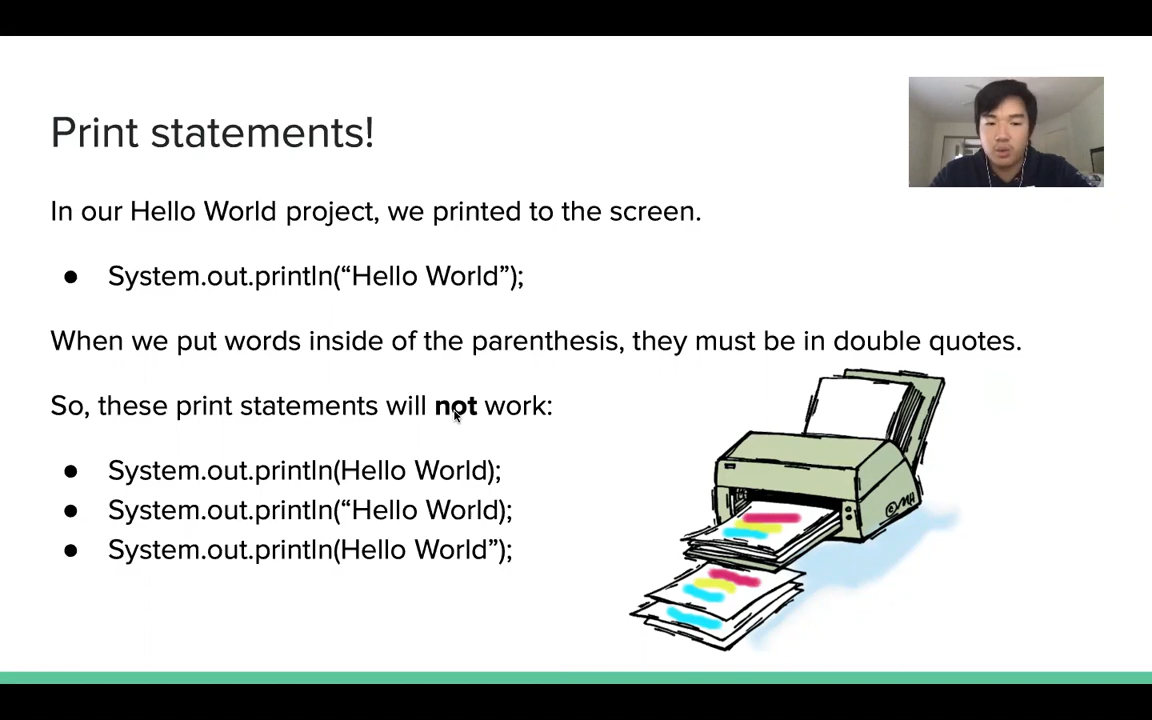 Print statements!
In our Hello World project, we printed to the screen.
● System.out.println(“Hello World”);
When we put words inside of the parenthesis, they must be in double quotes.
So, these print statements will not work:
● System.out.println(Hello World);
● System.out.println(“Hello World);
● System.out.println(Hello World”);
©MH